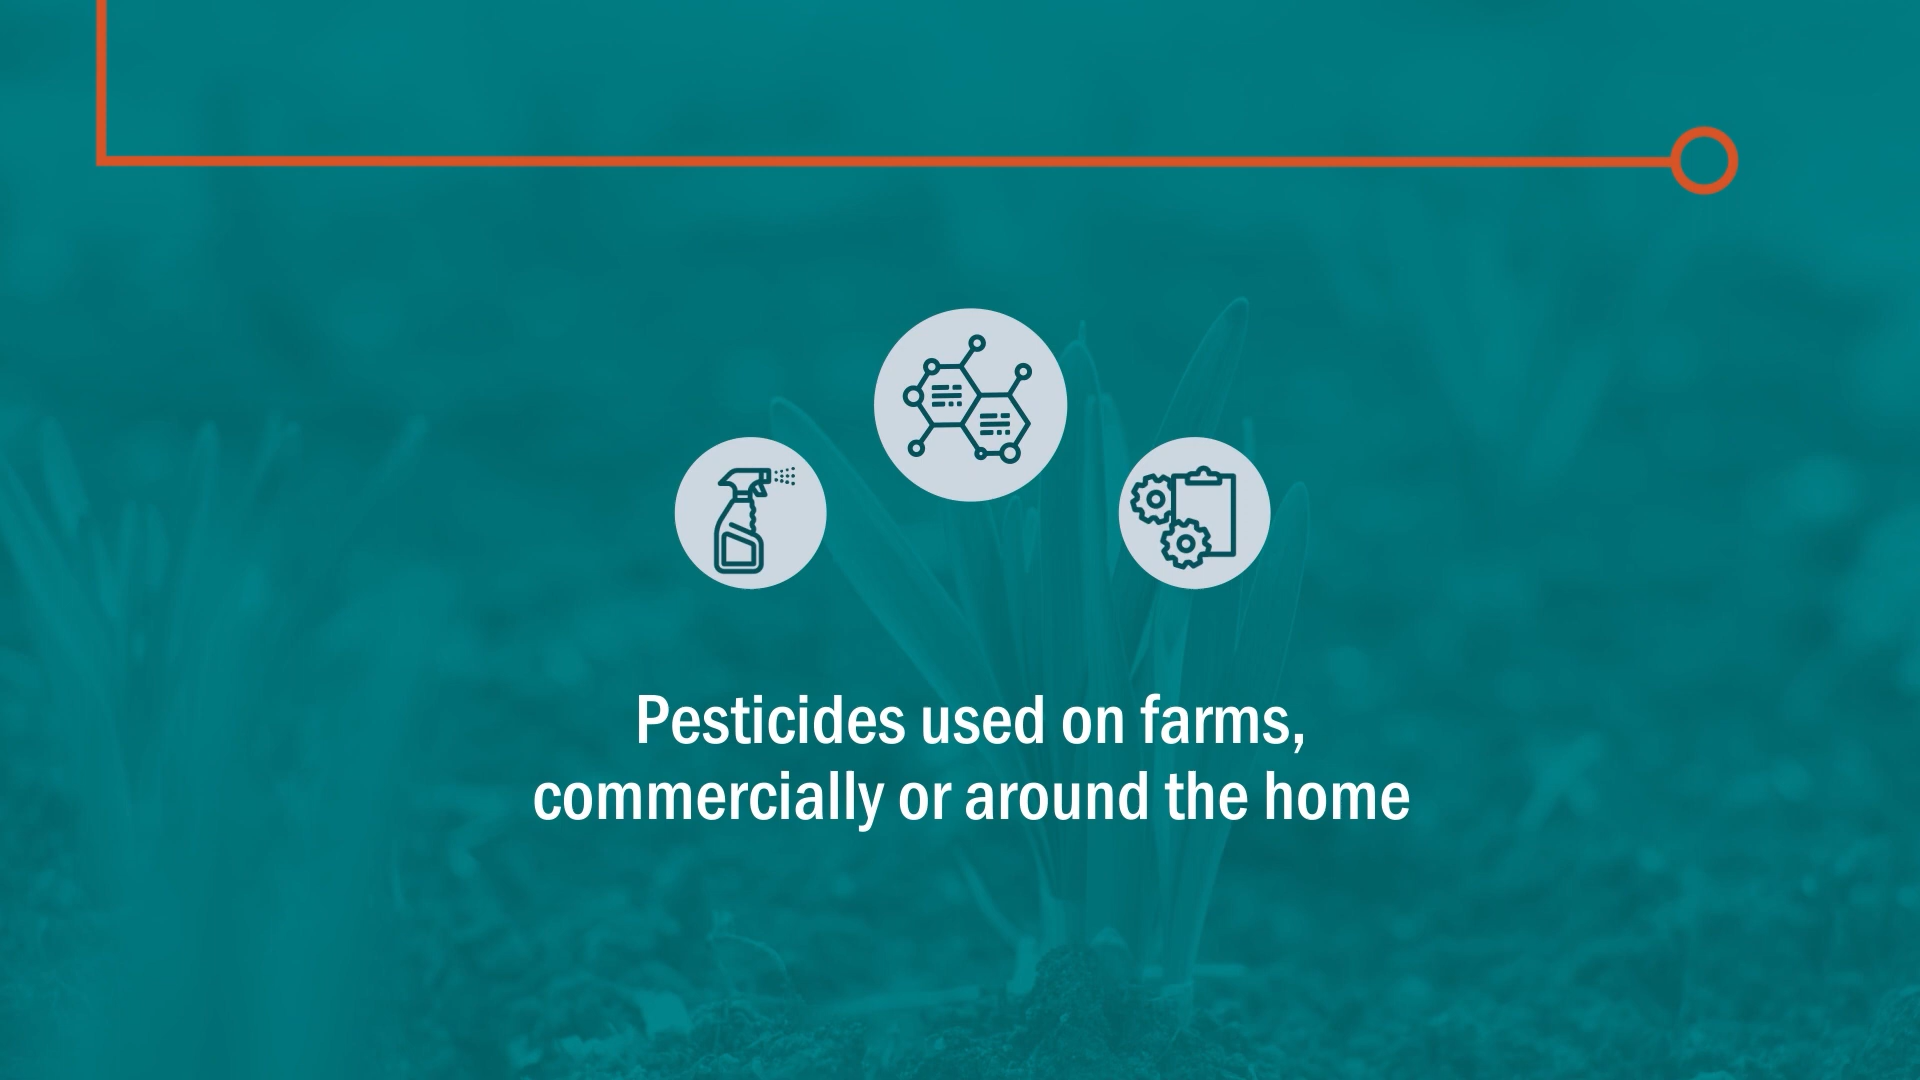 Pesticides used on farms,
commercially or around the home